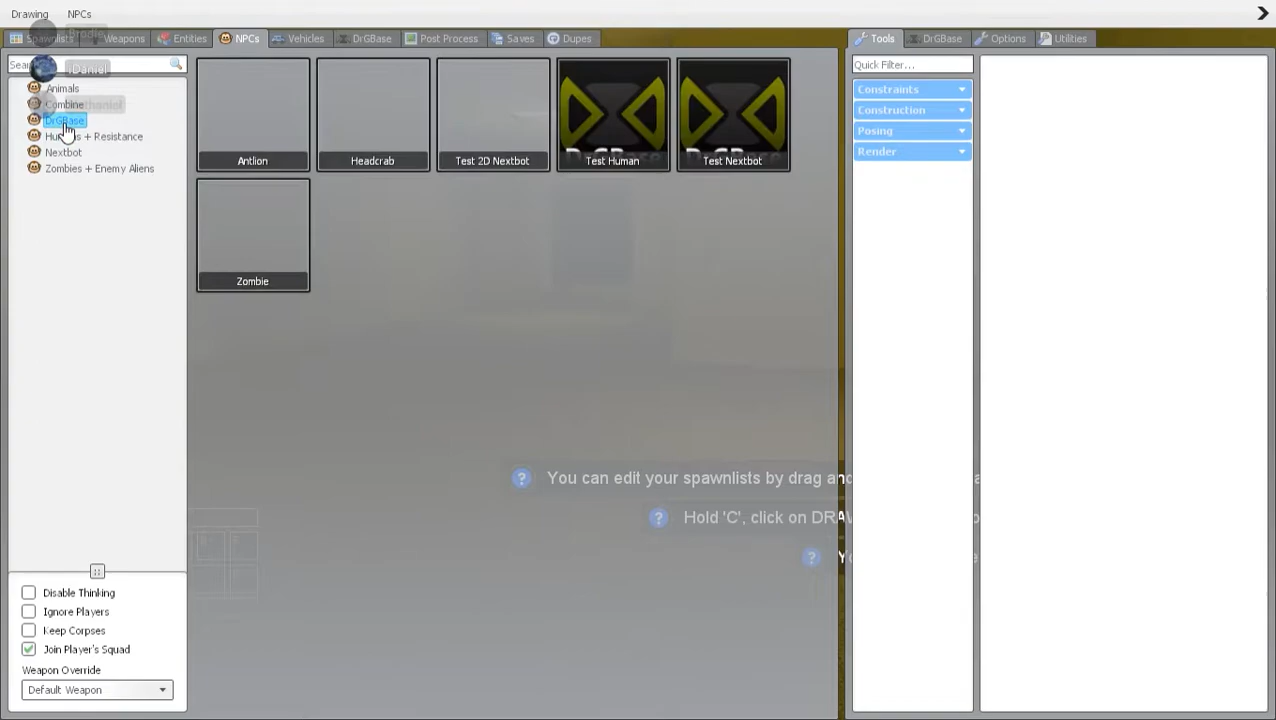 Drawing NPCs
Spawnlists Weapons Entities NPCs Vehicles DrGBase Post Process Saves Dupes
Tools DrGBase Options Utilities
iDaniel
Animals
Combine
DrGBase
Humans + Resistance
Nextbot
Zombies + Enemy Aliens
Antlion Headcrab Test 2D Nextbot Test Human Test Nextbot
Zombie
Quick Filter...
Constraints
Construction
Posing
Render
You can edit your spawnlists by drag
Hold 'C', click on
Disable Thinking
Ignore Players
Keep Corpses
Join Player's Squad
Weapon Override
Default Weapon